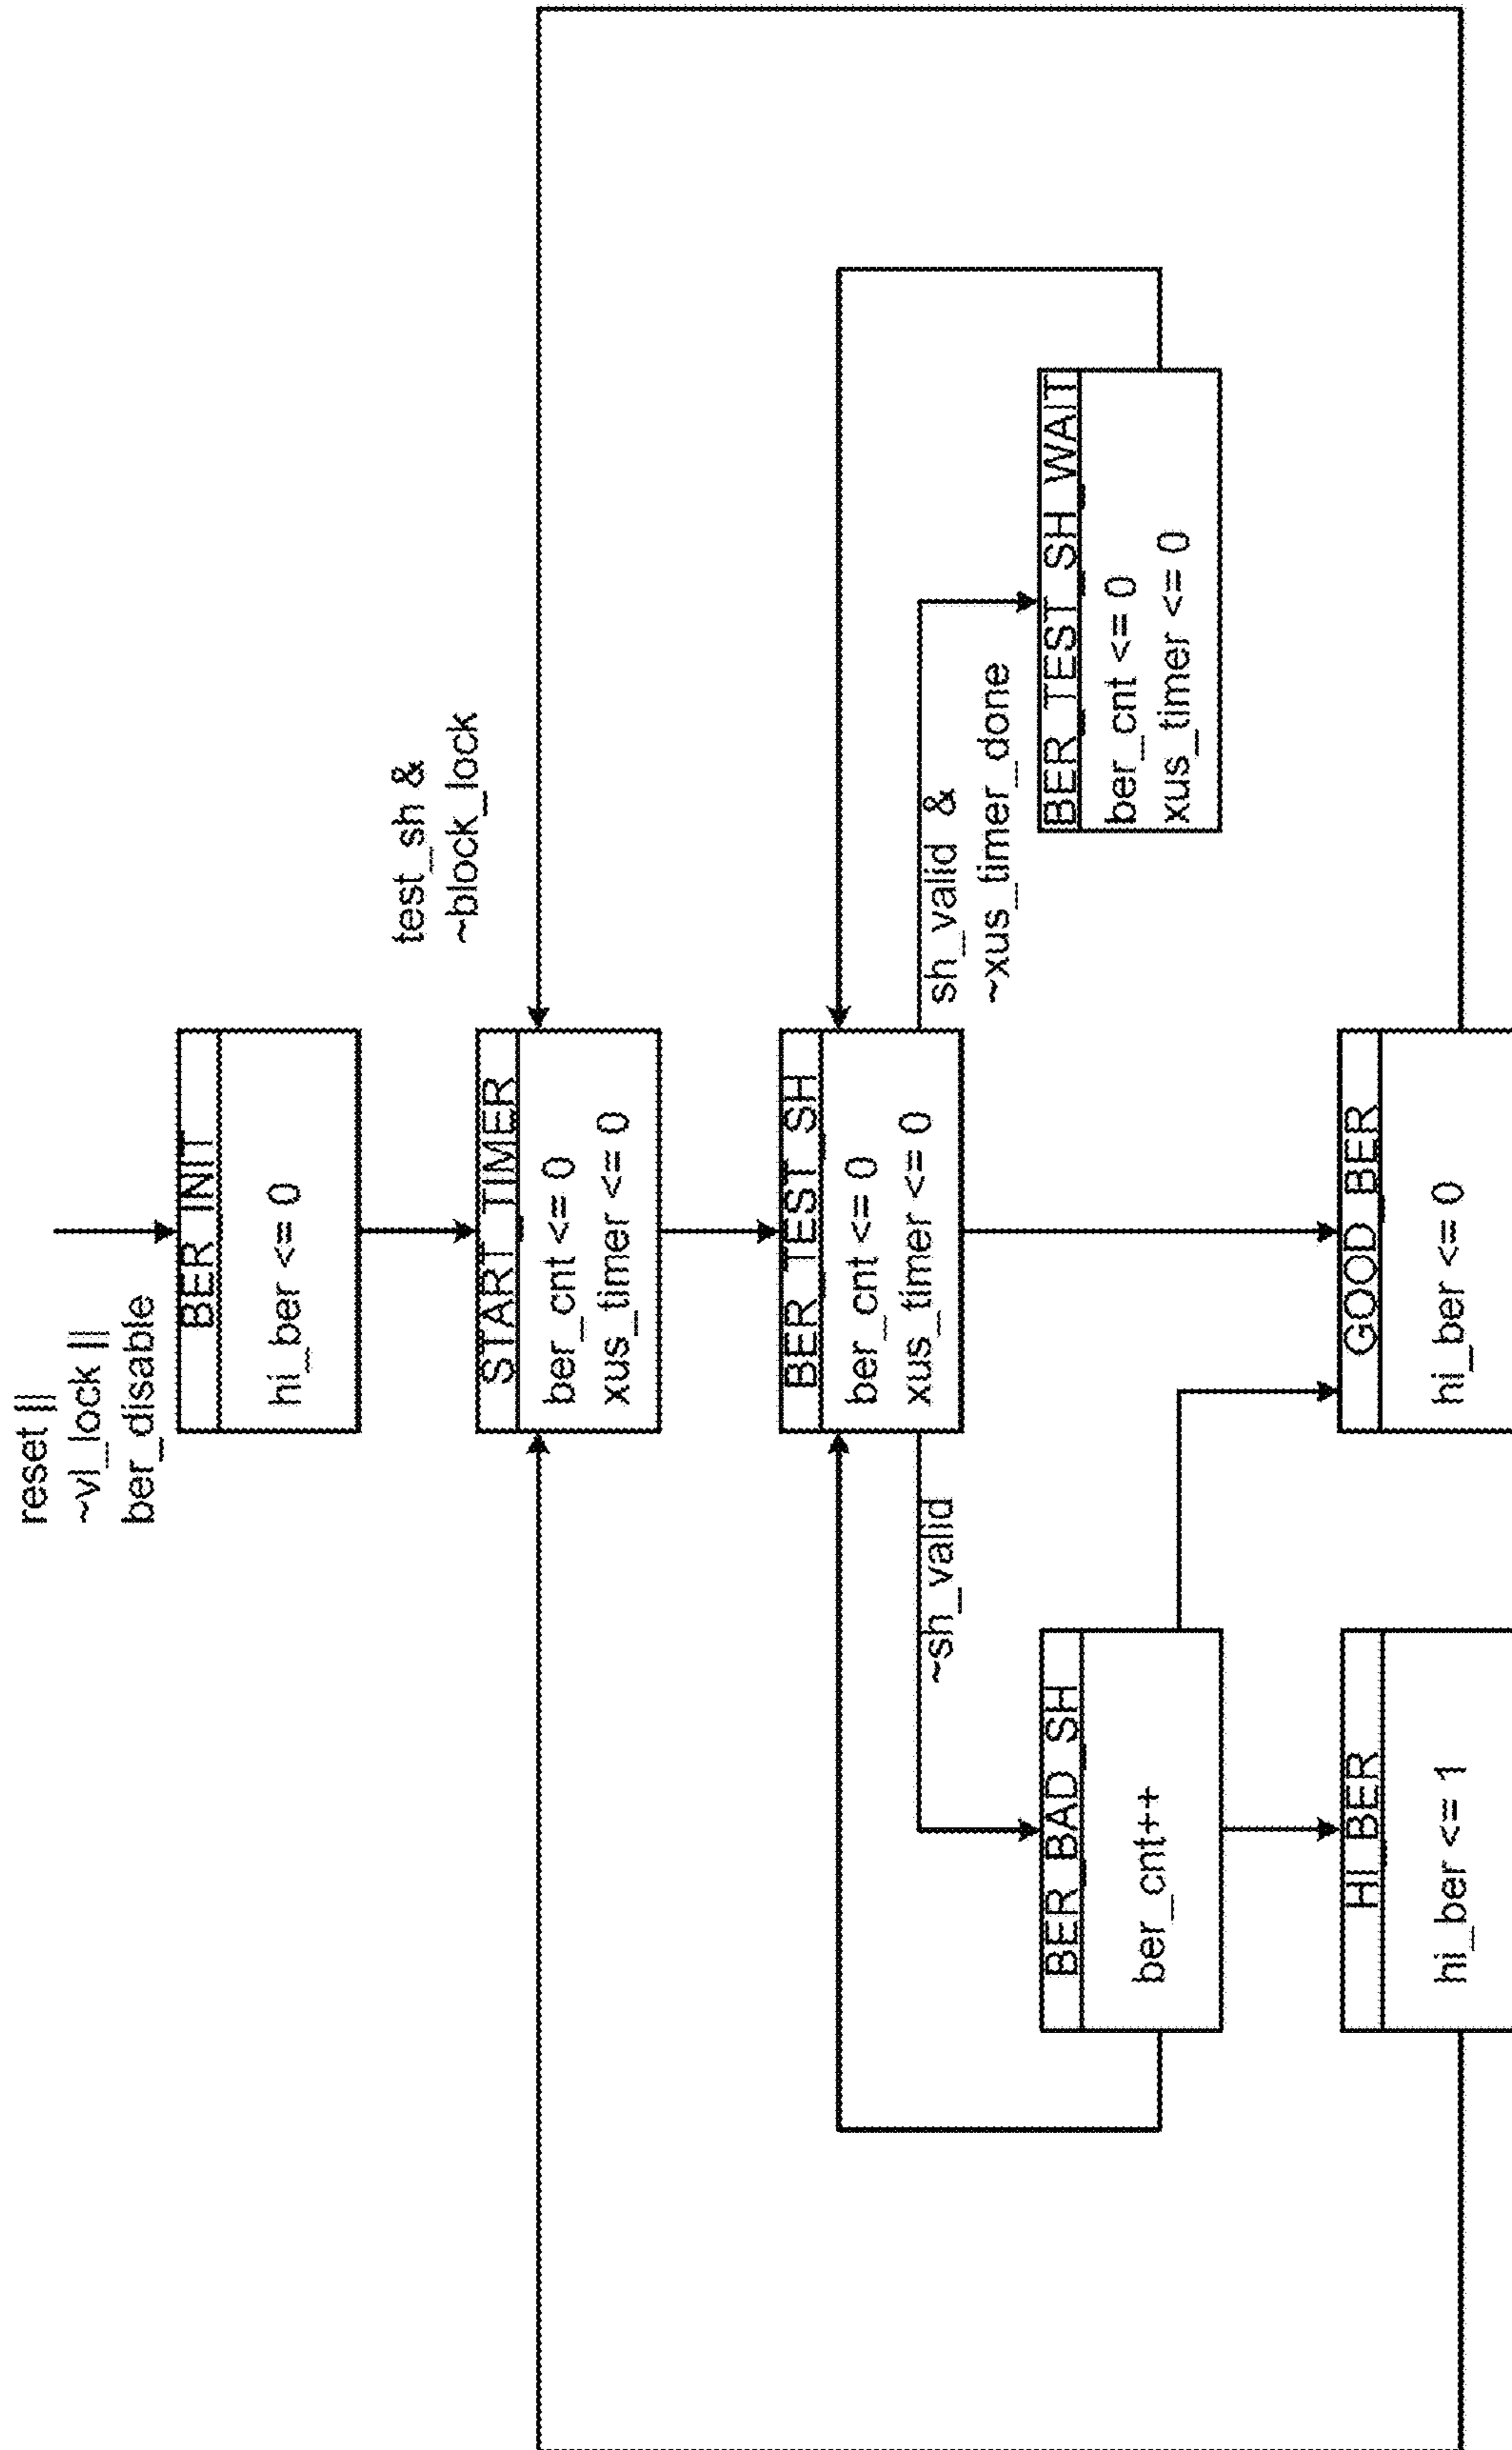 reset ||
~vl_lock ||
ber_disable
BER_INIT
hi_ber <= 0
test_sh &
~block_lock
START_TIMER
ber_cnt <= 0
xus_timer <= 0
BER_TEST_SH
ber_cnt <= 0
xus_timer <= 0
~sh_valid
sh_valid &
~xus_timer_done
BER_BAD_SH
ber_cnt++
BER_TEST_SH_WAIT
ber_cnt <= 0
xus_timer <= 0
HI_BER
hi_ber <= 1
GOOD_BER
hi_ber <= 0